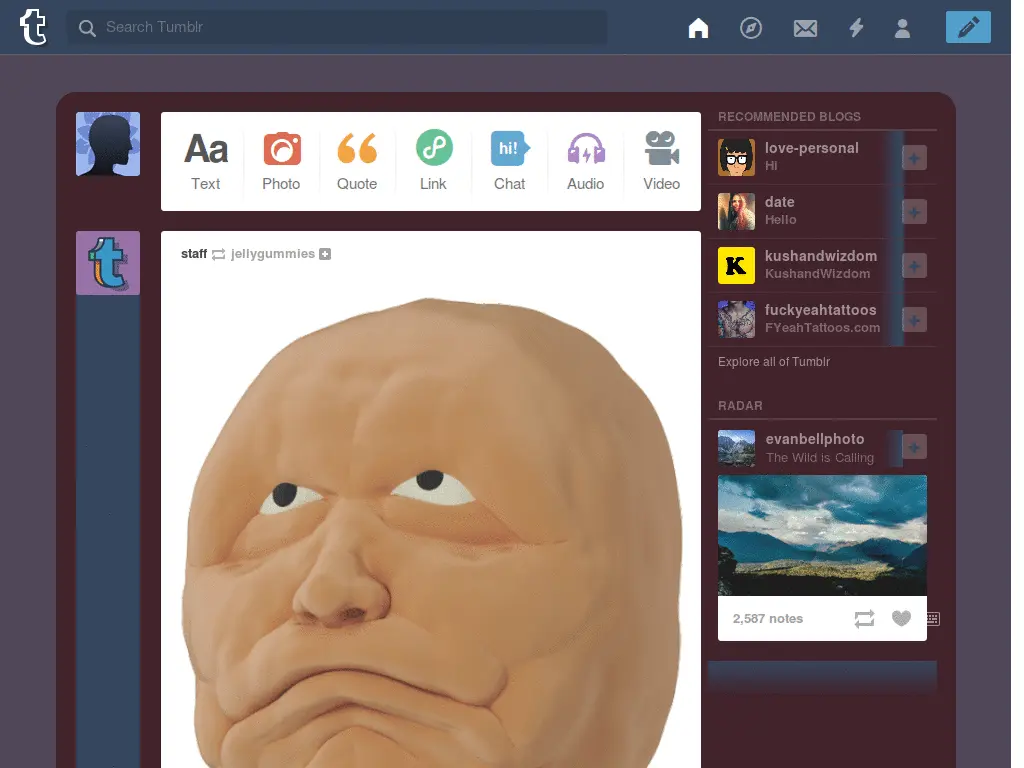 Search Tumblr
Aa
Text
Photo
Quote
Link
hi!
Chat
Audio
Video
staff jellygummies
RECOMMENDED BLOGS
love-personal
Hi
date
Hello
K
kushandwizdom
KushandWizdom
fuckyeahtattoos
FYeahTattoos.com
Explore all of Tumblr
RADAR
evanbellphoto
The Wild is Calling
2,587 notes